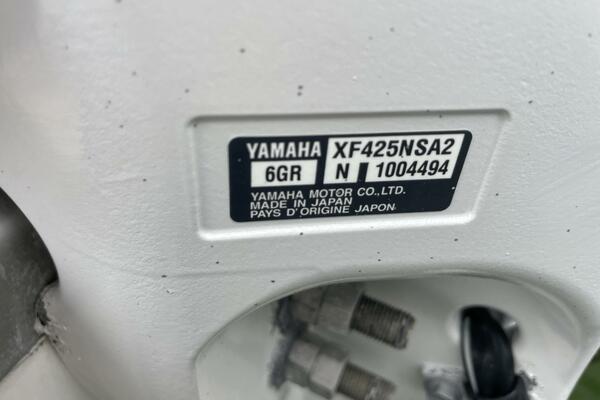 YAMAHA XF425NSA2
6GR N 1004494
YAMAHA MOTOR CO.,LTD.
MADE IN JAPAN
PAYS D'ORIGINE JAPON